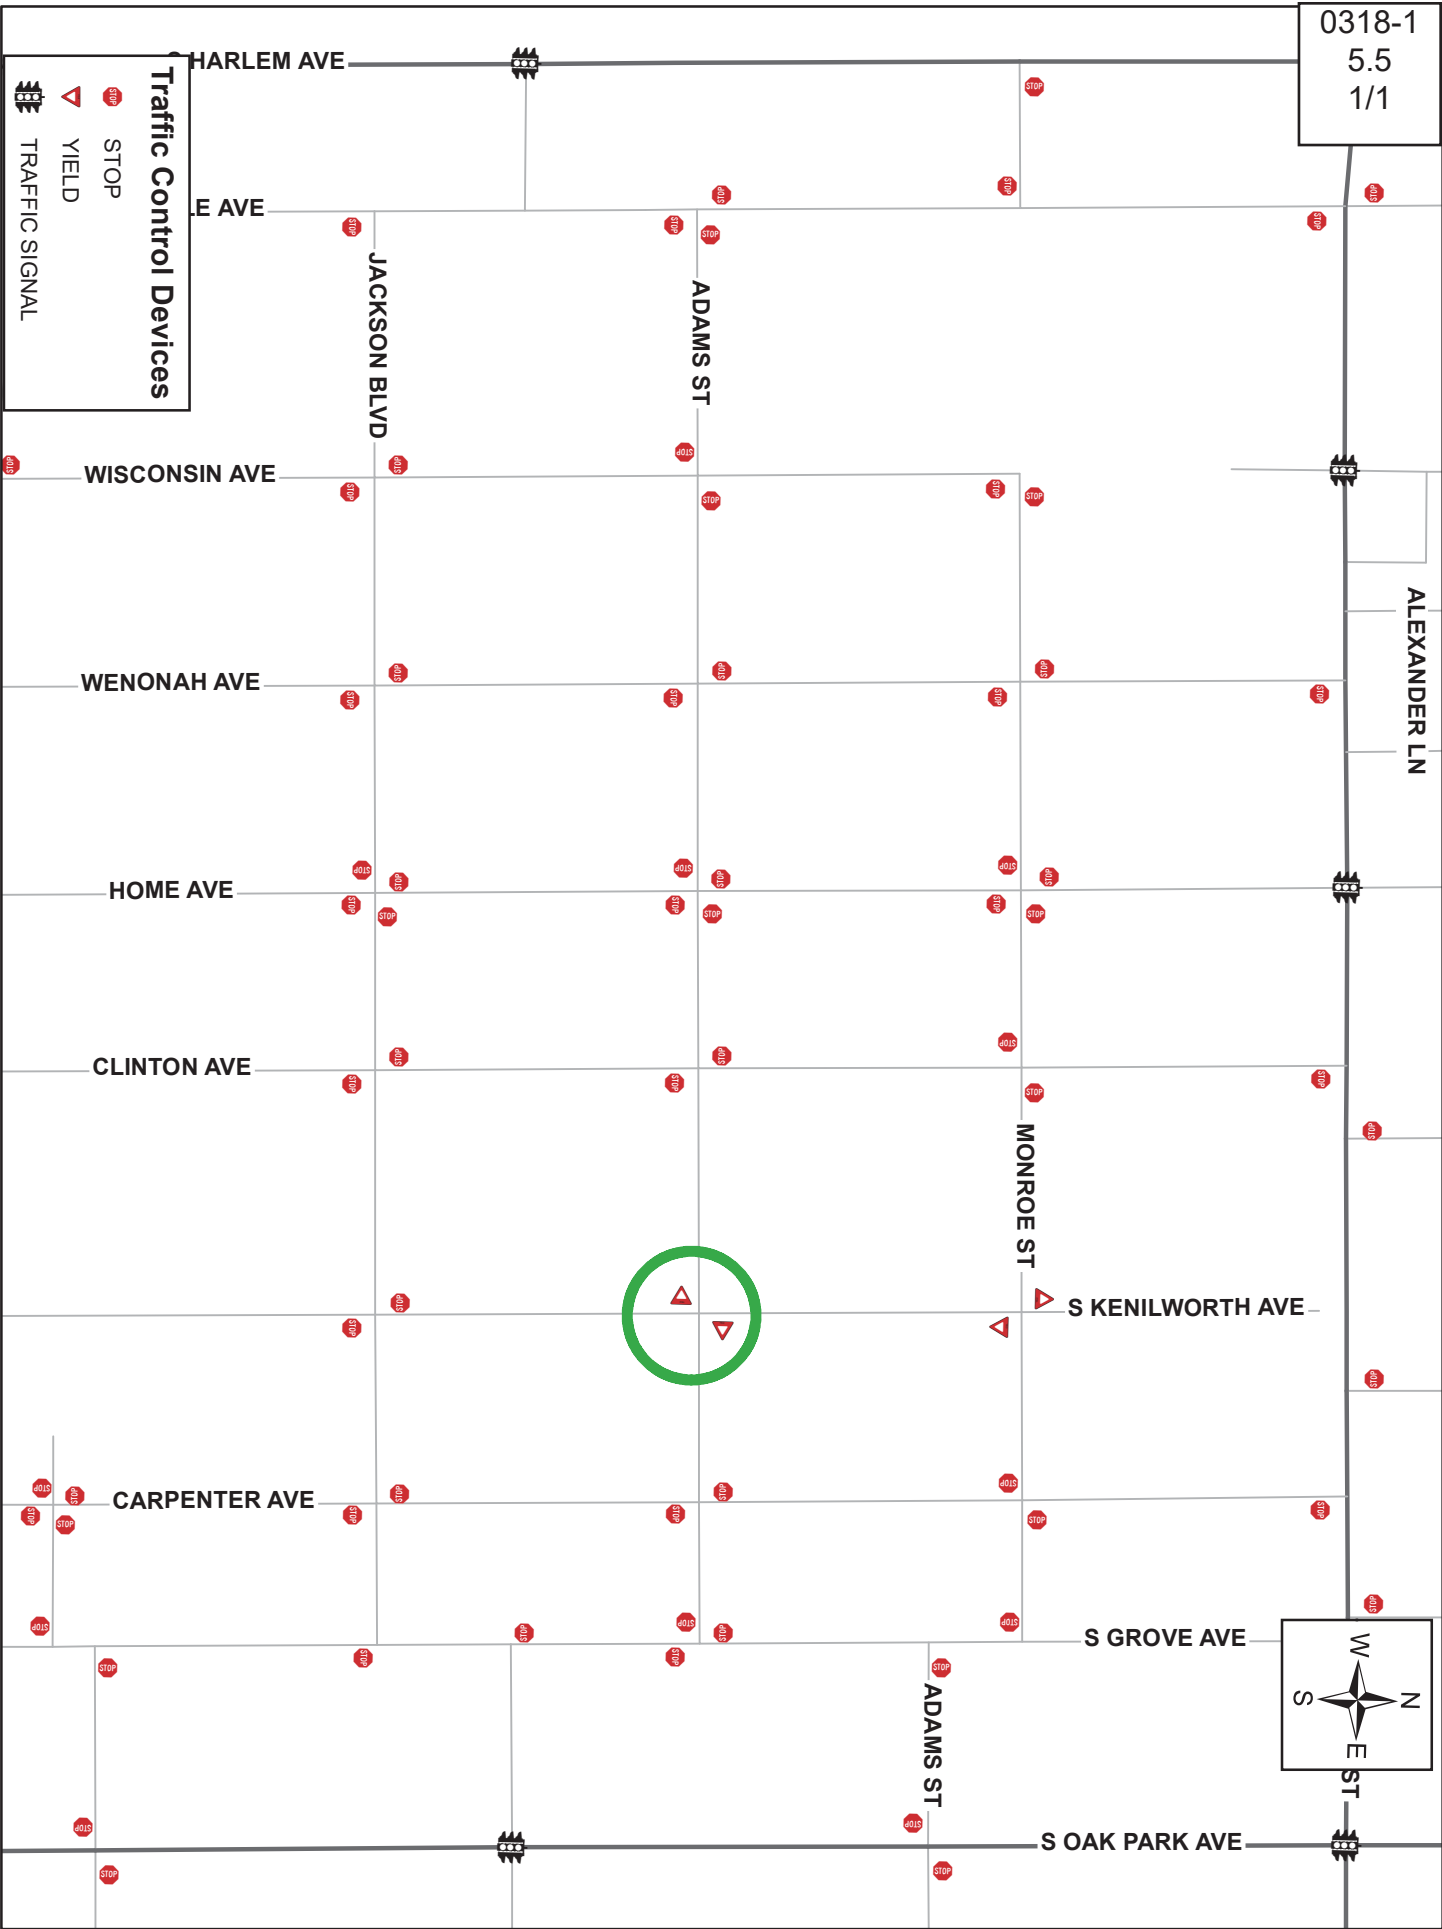 0318-1
5.5
1/1
HARLEM AVE
Traffic Control Devices
STOP
YIELD
TRAFFIC SIGNAL
LE AVE
JACKSON BLVD
ADAMS ST
WISCONSIN AVE
ALEXANDER LN
WENONAH AVE
HOME AVE
CLINTON AVE
MONROE ST
S KENILWORTH AVE
CARPENTER AVE
S GROVE AVE
N
W
E
S
ST
ADAMS ST
S OAK PARK AVE